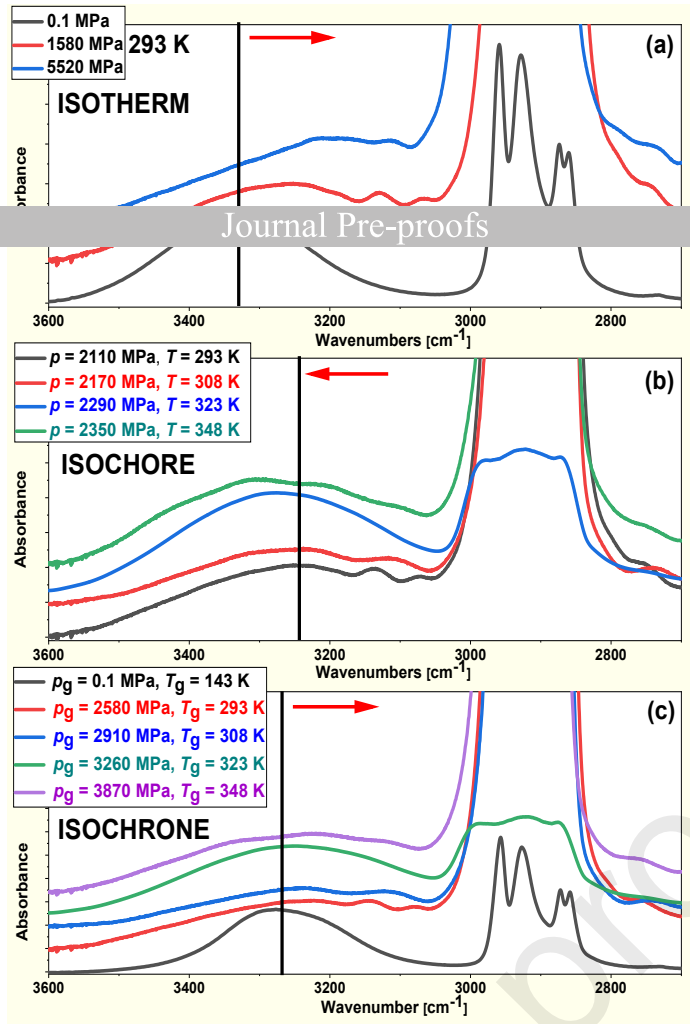 0.1 MPa
1580 MPa
5520 MPa
293 K
(a)
ISOTHERM
Journal Pre-proofs
3600
3400
3200
3000
2800
Wavenumbers [cm-1]
p = 2110 MPa, T = 293 K
p = 2170 MPa, T = 308 K
p = 2290 MPa, T = 323 K
p = 2350 MPa, T = 348 K
(b)
ISOCHORE
Absorbance
3600
3400
3200
3000
2800
Wavenumbers [cm-1]
pg = 0.1 MPa, Tg = 143 K
pg = 2580 MPa, Tg = 293 K
pg = 2910 MPa, Tg = 308 K
pg = 3260 MPa, Tg = 323 K
pg = 3870 MPa, Tg = 348 K
(c)
ISOCHRONE
Absorbance
3600
3400
3200
3000
2800
Wavenumber [cm-1]